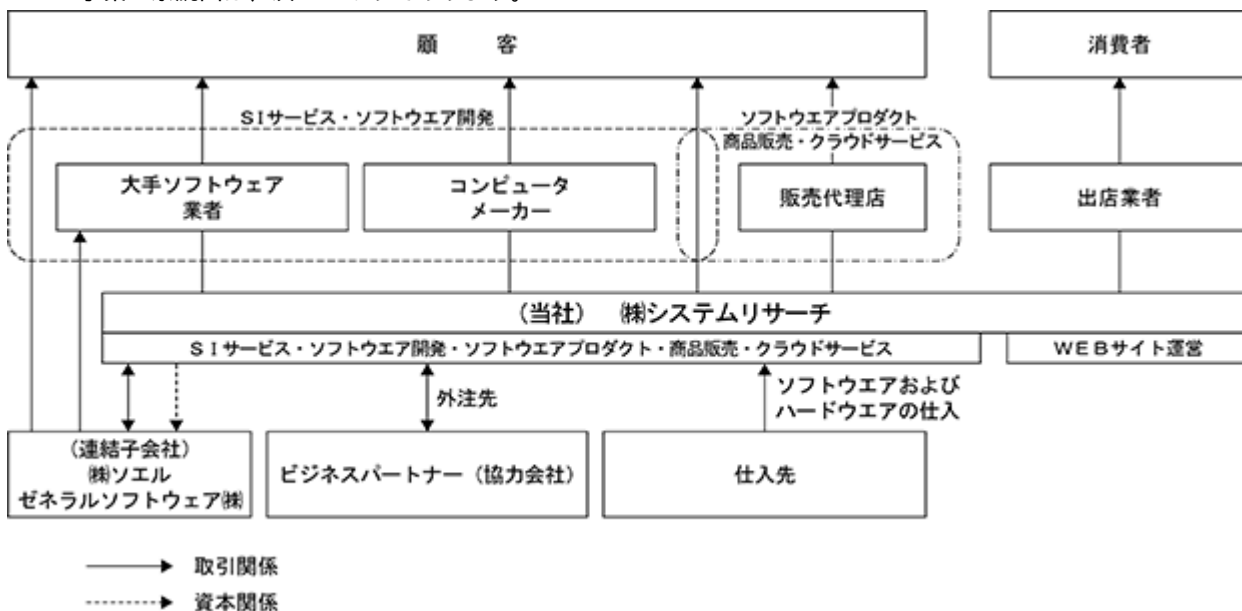 顧　　客
消費者
ＳＩサービス・ソフトウエア開発
ソフトウエアプロダクト
商品販売・クラウドサービス
大手ソフトウェア
業者
コンピュータ
メーカー
販売代理店
出店業者
（当社）　㈱システムリサーチ
ＳＩサービス・ソフトウエア開発・ソフトウエアプロダクト・商品販売・クラウドサービス
ＷＥＢサイト運営
外注先
ソフトウエアおよび
ハードウエアの仕入
（連結子会社）
㈱ソエル
ゼネラルソフトウェア㈱
ビジネスパートナー（協力会社）
仕入先
取引関係
資本関係